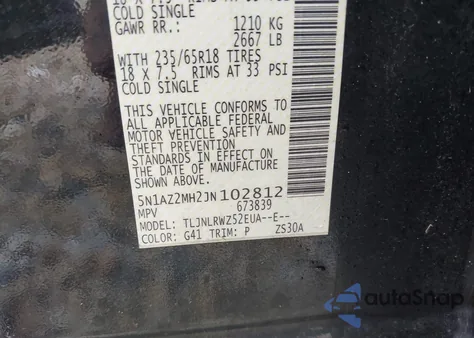 COLD SINGLE
GAWR RR.: 1210 KG
2667 LB
WITH 235/65R18 TIRES
18 X 7.5 RIMS AT 33 PSI
COLD SINGLE
THIS VEHICLE CONFORMS TO
ALL APPLICABLE FEDERAL
MOTOR VEHICLE SAFETY AND
THEFT PREVENTION
STANDARDS IN EFFECT ON
THE DATE OF MANUFACTURE
SHOWN ABOVE.
5N1AZ2MH2JN102812
MPV 673839
MODEL: TLJNLRWZ52EUA--E--
COLOR: G41 TRIM: P ZS30A
autoSnap